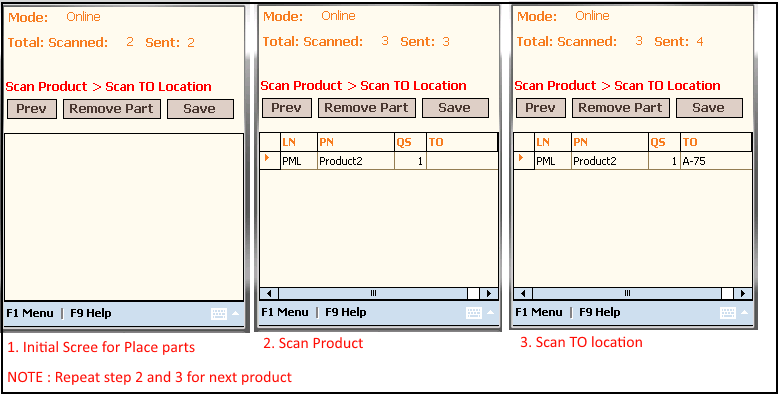 Mode: Online
Total: Scanned: 2 Sent: 2
Scan Product > Scan TO Location
Prev Remove Part Save
F1 Menu | F9 Help
1. Initial Scree for Place parts
NOTE : Repeat step 2 and 3 for next product
Mode: Online
Total: Scanned: 3 Sent: 3
Scan Product > Scan TO Location
Prev Remove Part Save
LN PN QS TO
PML Product2 1
F1 Menu | F9 Help
2. Scan Product
Mode: Online
Total: Scanned: 3 Sent: 4
Scan Product > Scan TO Location
Prev Remove Part Save
LN PN QS TO
PML Product2 1 A-75
F1 Menu | F9 Help
3. Scan TO location